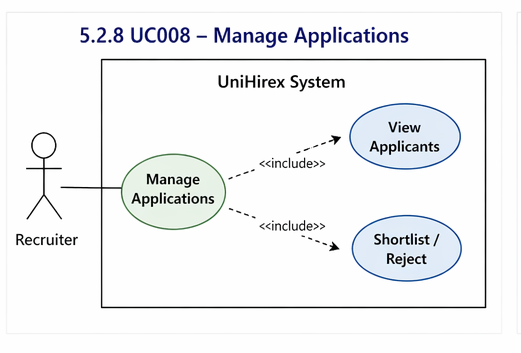 5.2.8 UC008 – Manage Applications
UniHirex System
View
Applicants
<<include>>
Manage
Applications
<<include>>
Shortlist /
Reject
Recruiter